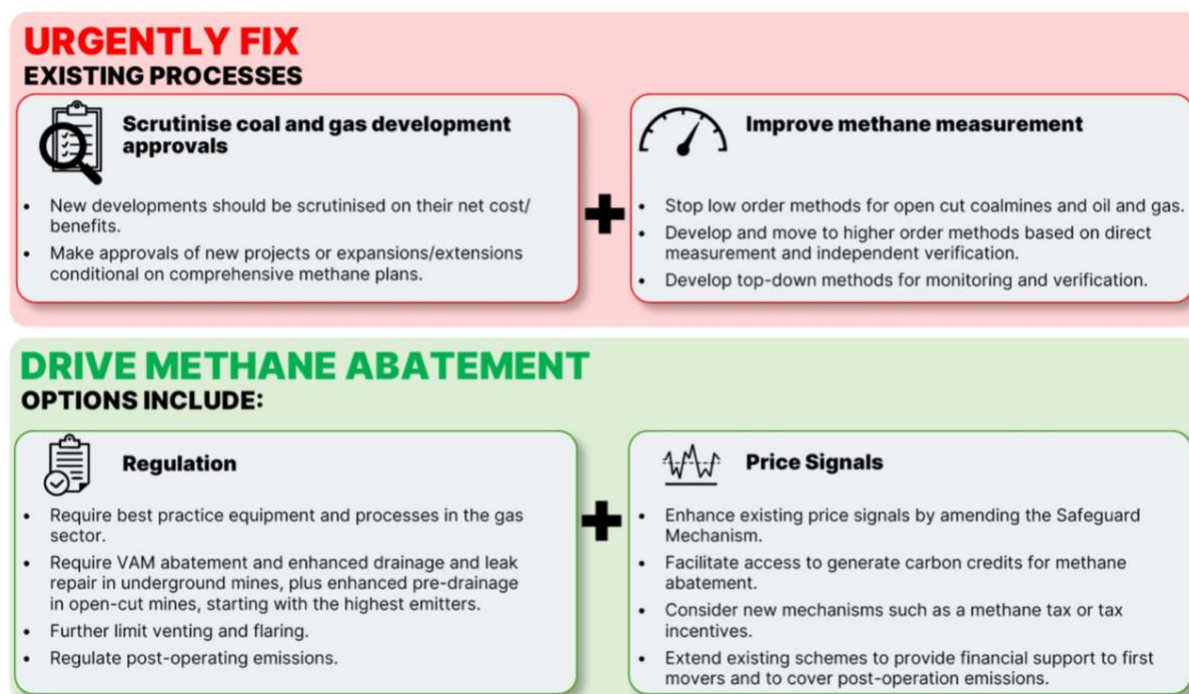 URGENTLY FIX
EXISTING PROCESSES
Scrutinise coal and gas development
approvals
• New developments should be scrutinised on their net cost/
benefits.
• Make approvals of new projects or expansions/extensions
conditional on comprehensive methane plans.
+
Improve methane measurement
• Stop low order methods for open cut coalmines and oil and gas.
• Develop and move to higher order methods based on direct
measurement and independent verification.
• Develop top-down methods for monitoring and verification.
DRIVE METHANE ABATEMENT
OPTIONS INCLUDE:
Regulation
• Require best practice equipment and processes in the gas
sector.
• Require VAM abatement and enhanced drainage and leak
repair in underground mines, plus enhanced pre-drainage
in open-cut mines, starting with the highest emitters.
• Further limit venting and flaring.
• Regulate post-operating emissions.
+
Price Signals
• Enhance existing price signals by amending the Safeguard
Mechanism.
• Facilitate access to generate carbon credits for methane
abatement.
• Consider new mechanisms such as a methane tax or tax
incentives.
• Extend existing schemes to provide financial support to first
movers and to cover post-operation emissions.